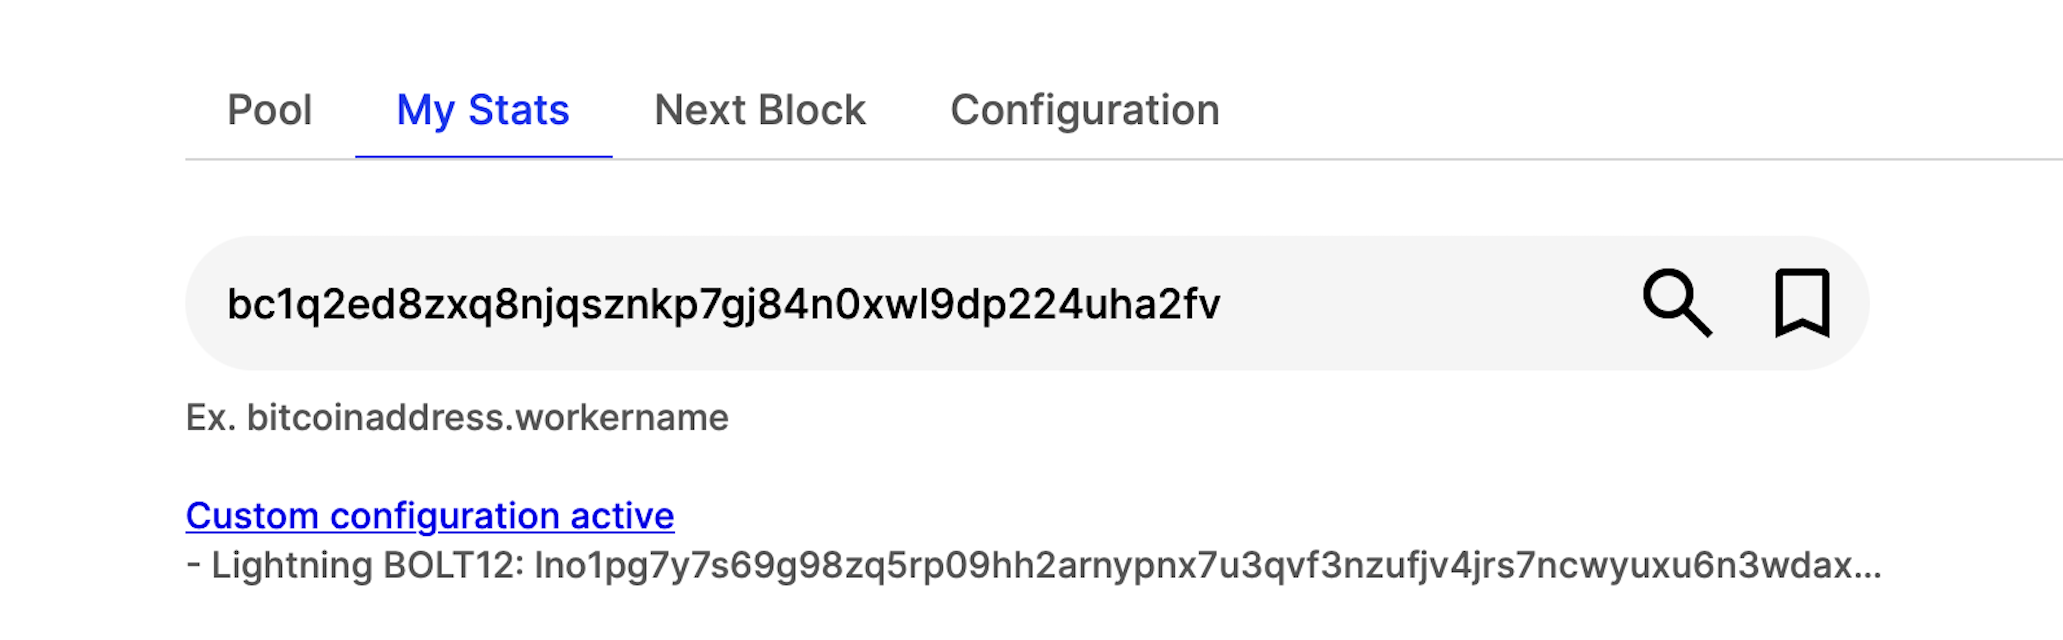 Pool My Stats Next Block Configuration
bc1q2ed8zxq8njqsznkp7gj84n0xwl9dp224uha2fv
Ex. bitcoinaddress.workername
Custom configuration active
- Lightning BOLT12: lno1pg7y7s69g98zq5rp09hh2arnypnx7u3qvf3nzufjv4jrs7ncwyuxu6n3wdax...